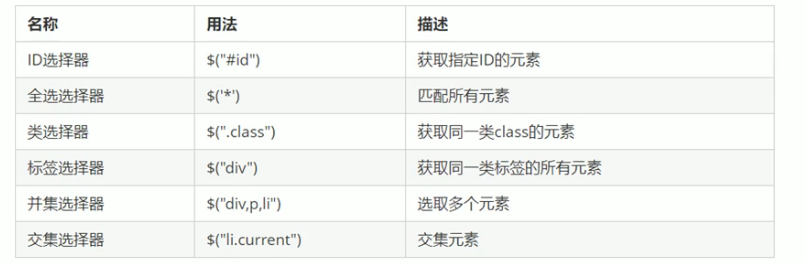 名称 用法 描述
ID选择器 $("#id") 获取指定ID的元素
全选选择器 $('*') 匹配所有元素
类选择器 $(".class") 获取同一类class的元素
标签选择器 $("div") 获取同一类标签的所有元素
并集选择器 $("div,p,li") 选取多个元素
交集选择器 $("li.current") 交集元素